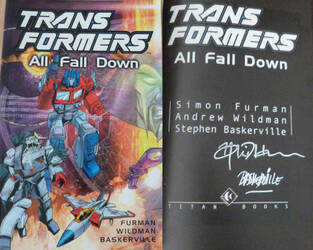 TRANS
FORMERS
All Fall Down
FURMAN
WILDMAN
BASKERVILLE
TRANS
FORMERS
All Fall Down
Simon Furman
Andrew Wildman
Stephen Baskerville
BASKERVILLE
TITAN BOOKS